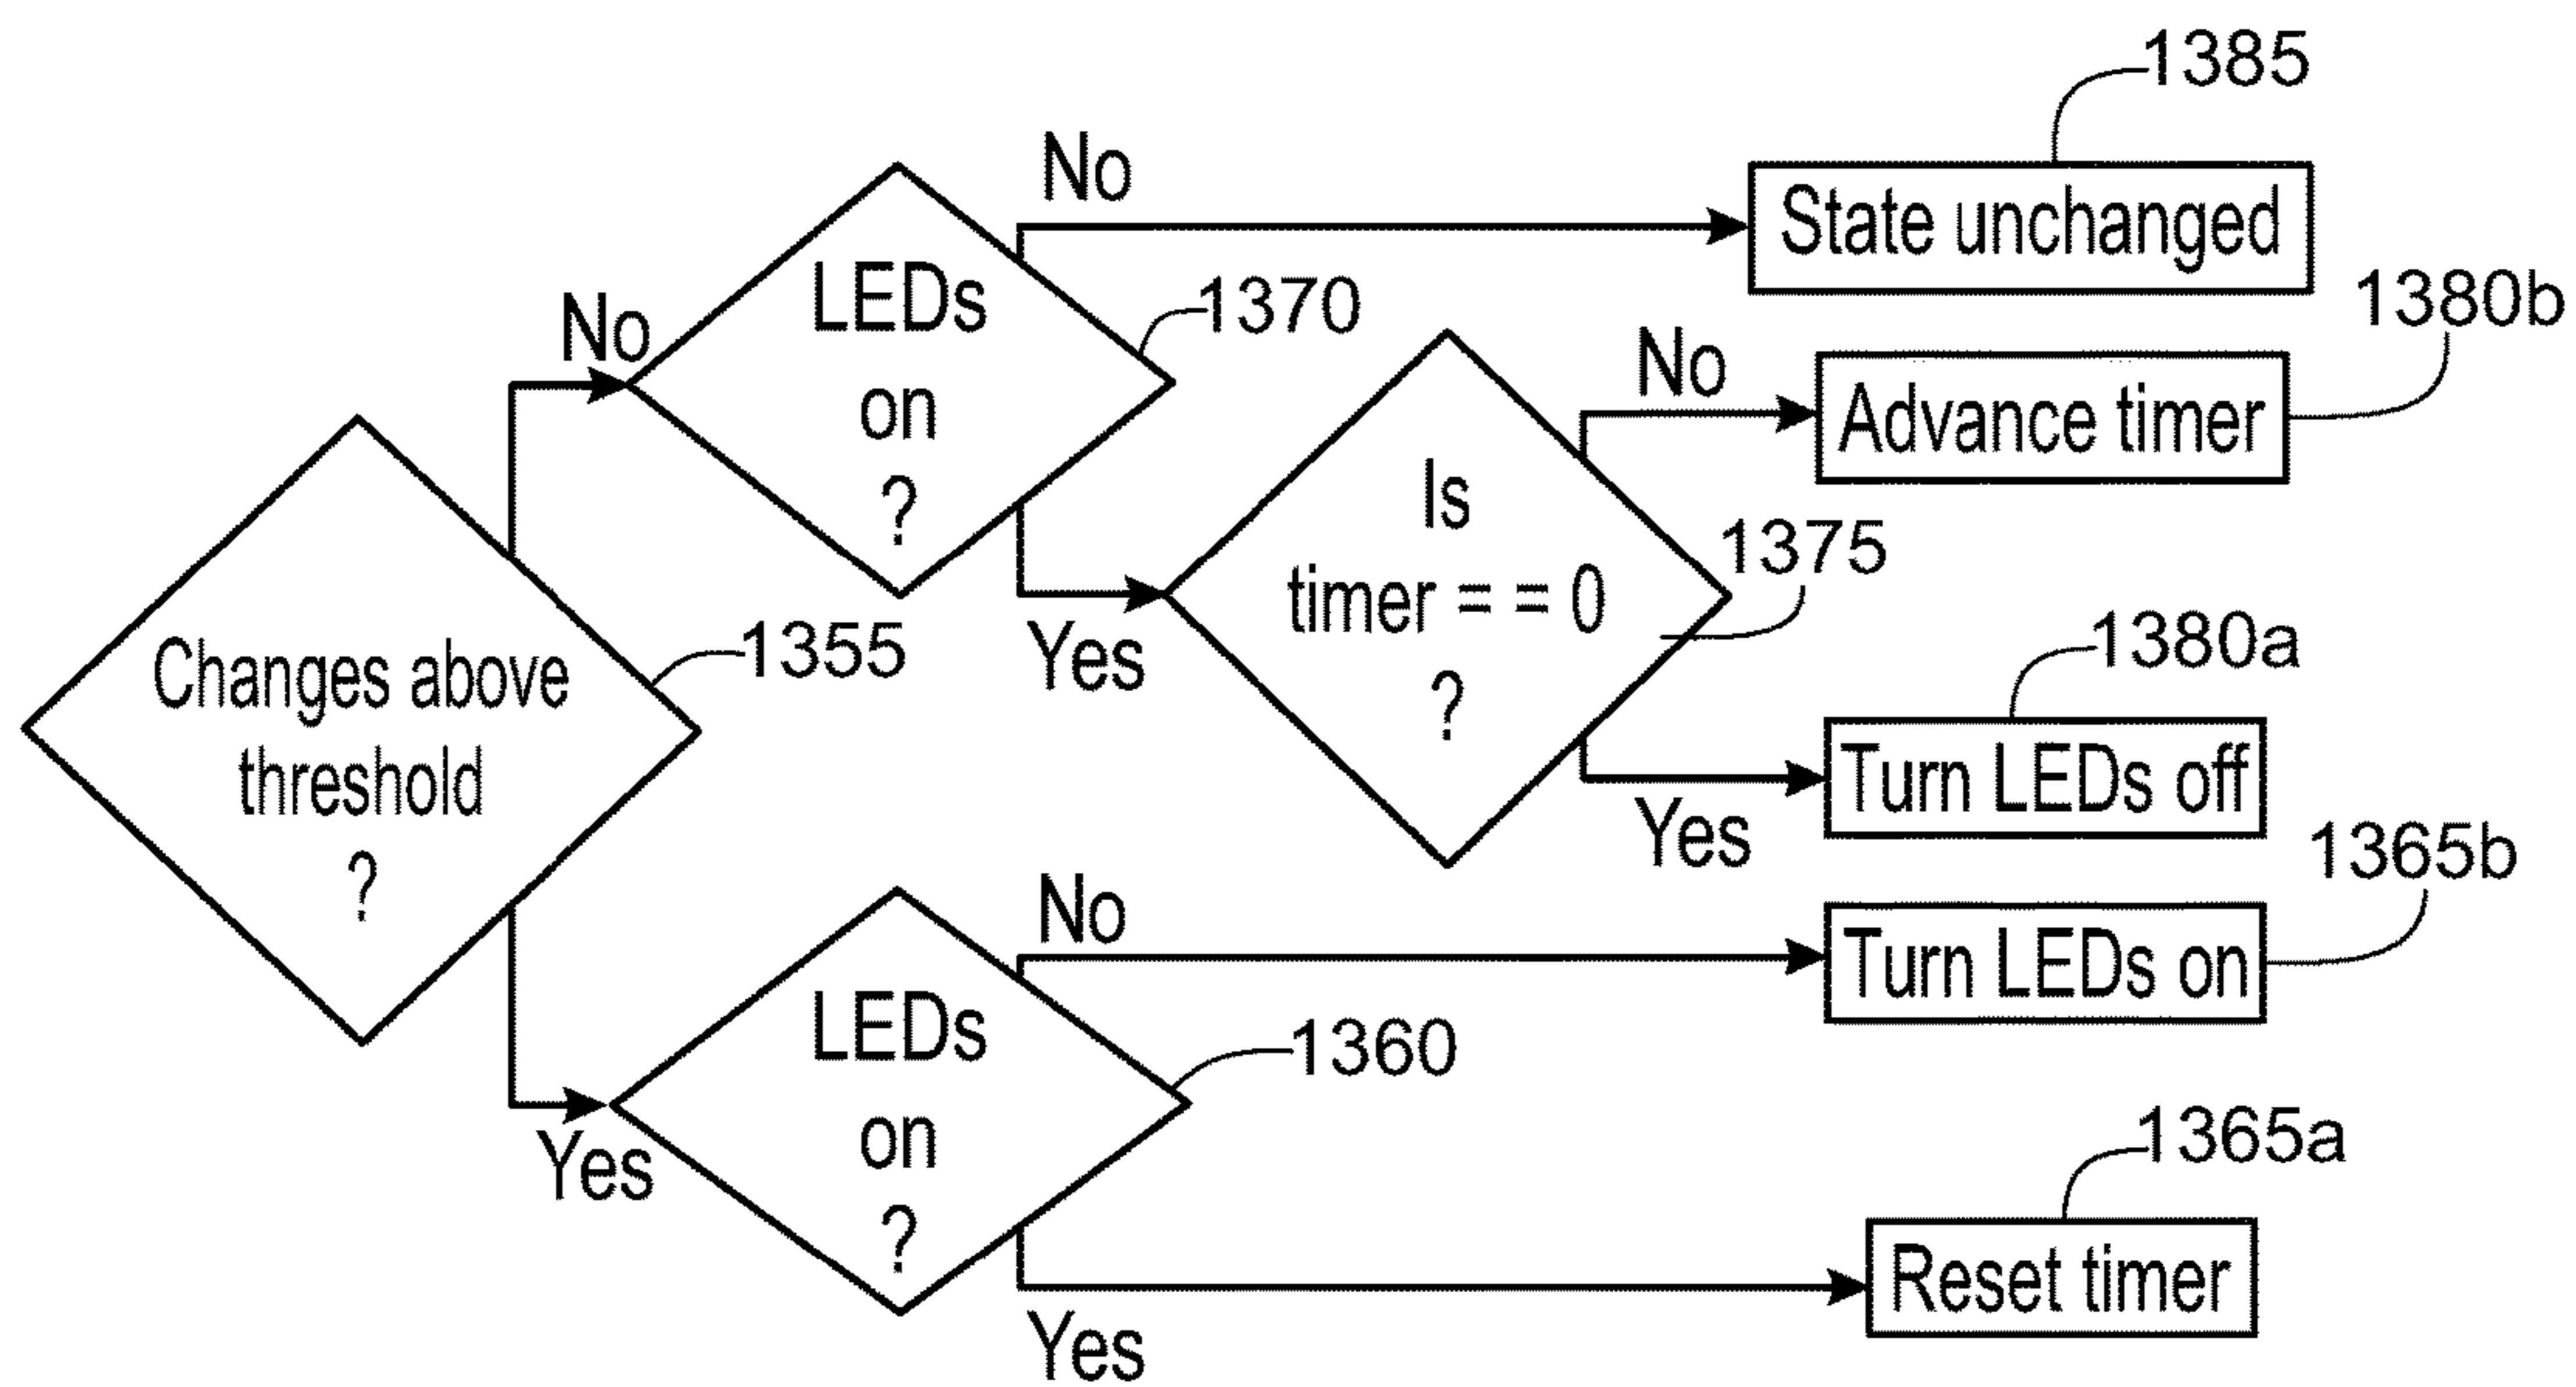 1385
No
State unchanged
LEDs
on
?
1370
No
1380b
No
Advance timer
Is
timer = = 0
?
1375
Yes
Changes above
threshold
?
1355
1380a
Turn LEDs off
Yes
1365b
No
Turn LEDs on
LEDs
on
?
1360
Yes
1365a
Reset timer
Yes